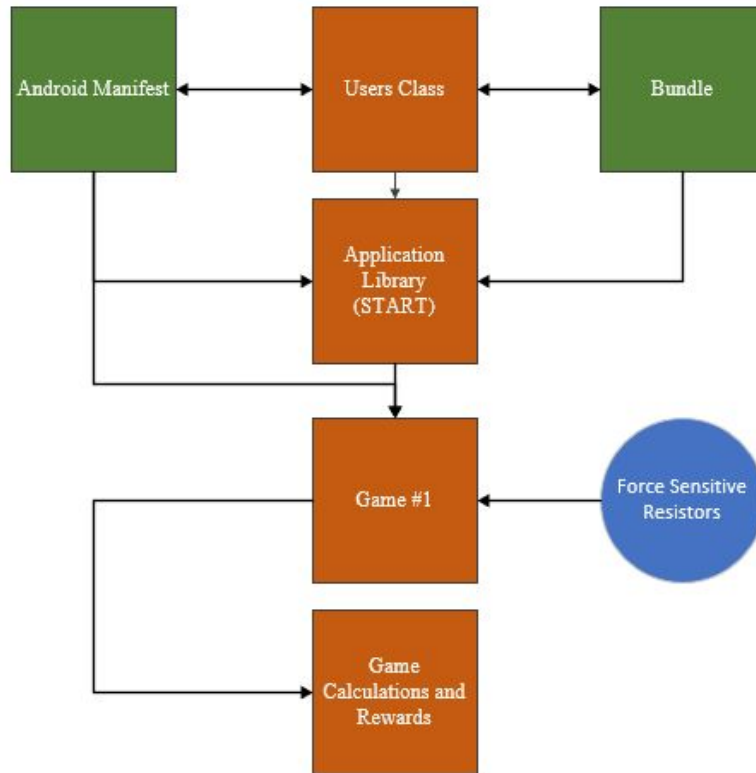 Android Manifest
Users Class
Bundle
Application
Library
(START)
Game #1
Force Sensitive
Resistors
Game
Calculations and
Rewards